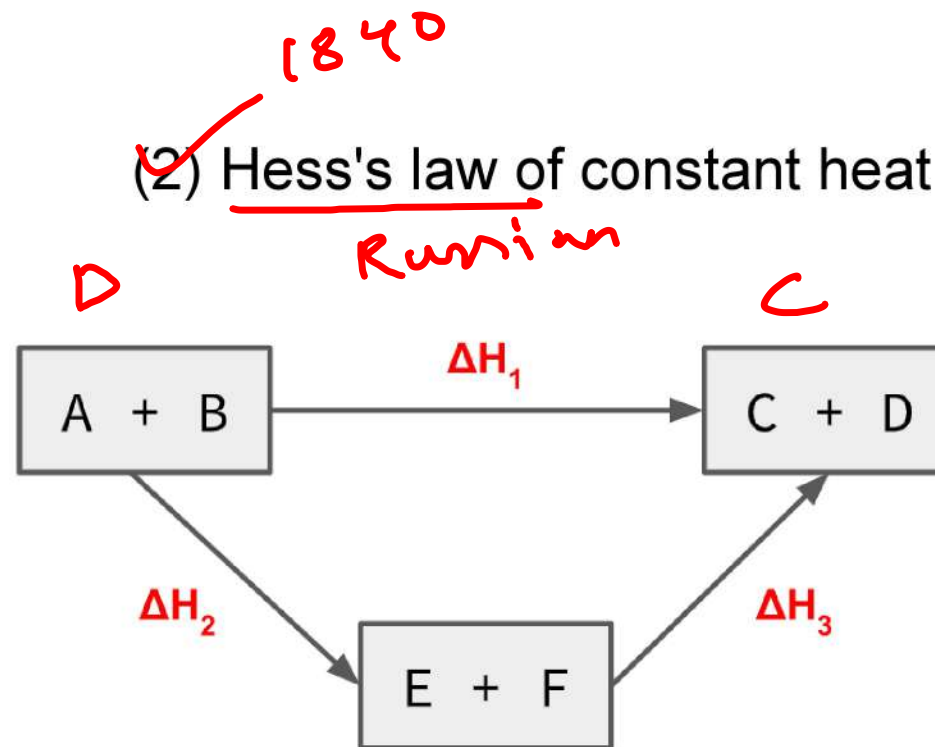 1840
(2) Hess's law of constant heat
Russian
D C
ΔH₁
A + B C + D
ΔH₂ ΔH₃
E + F